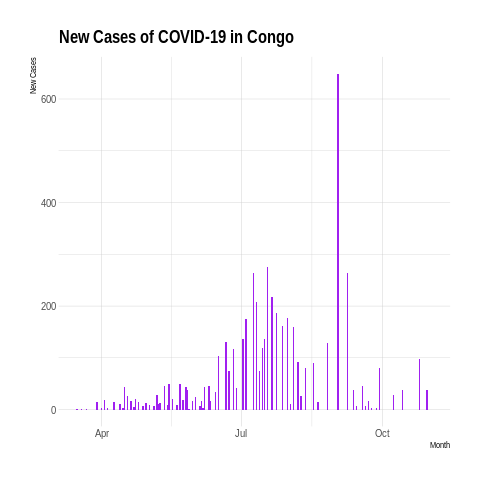 New Cases of COVID-19 in Congo
New Cases
600
400
200
0
Apr
Jul
Oct
Month